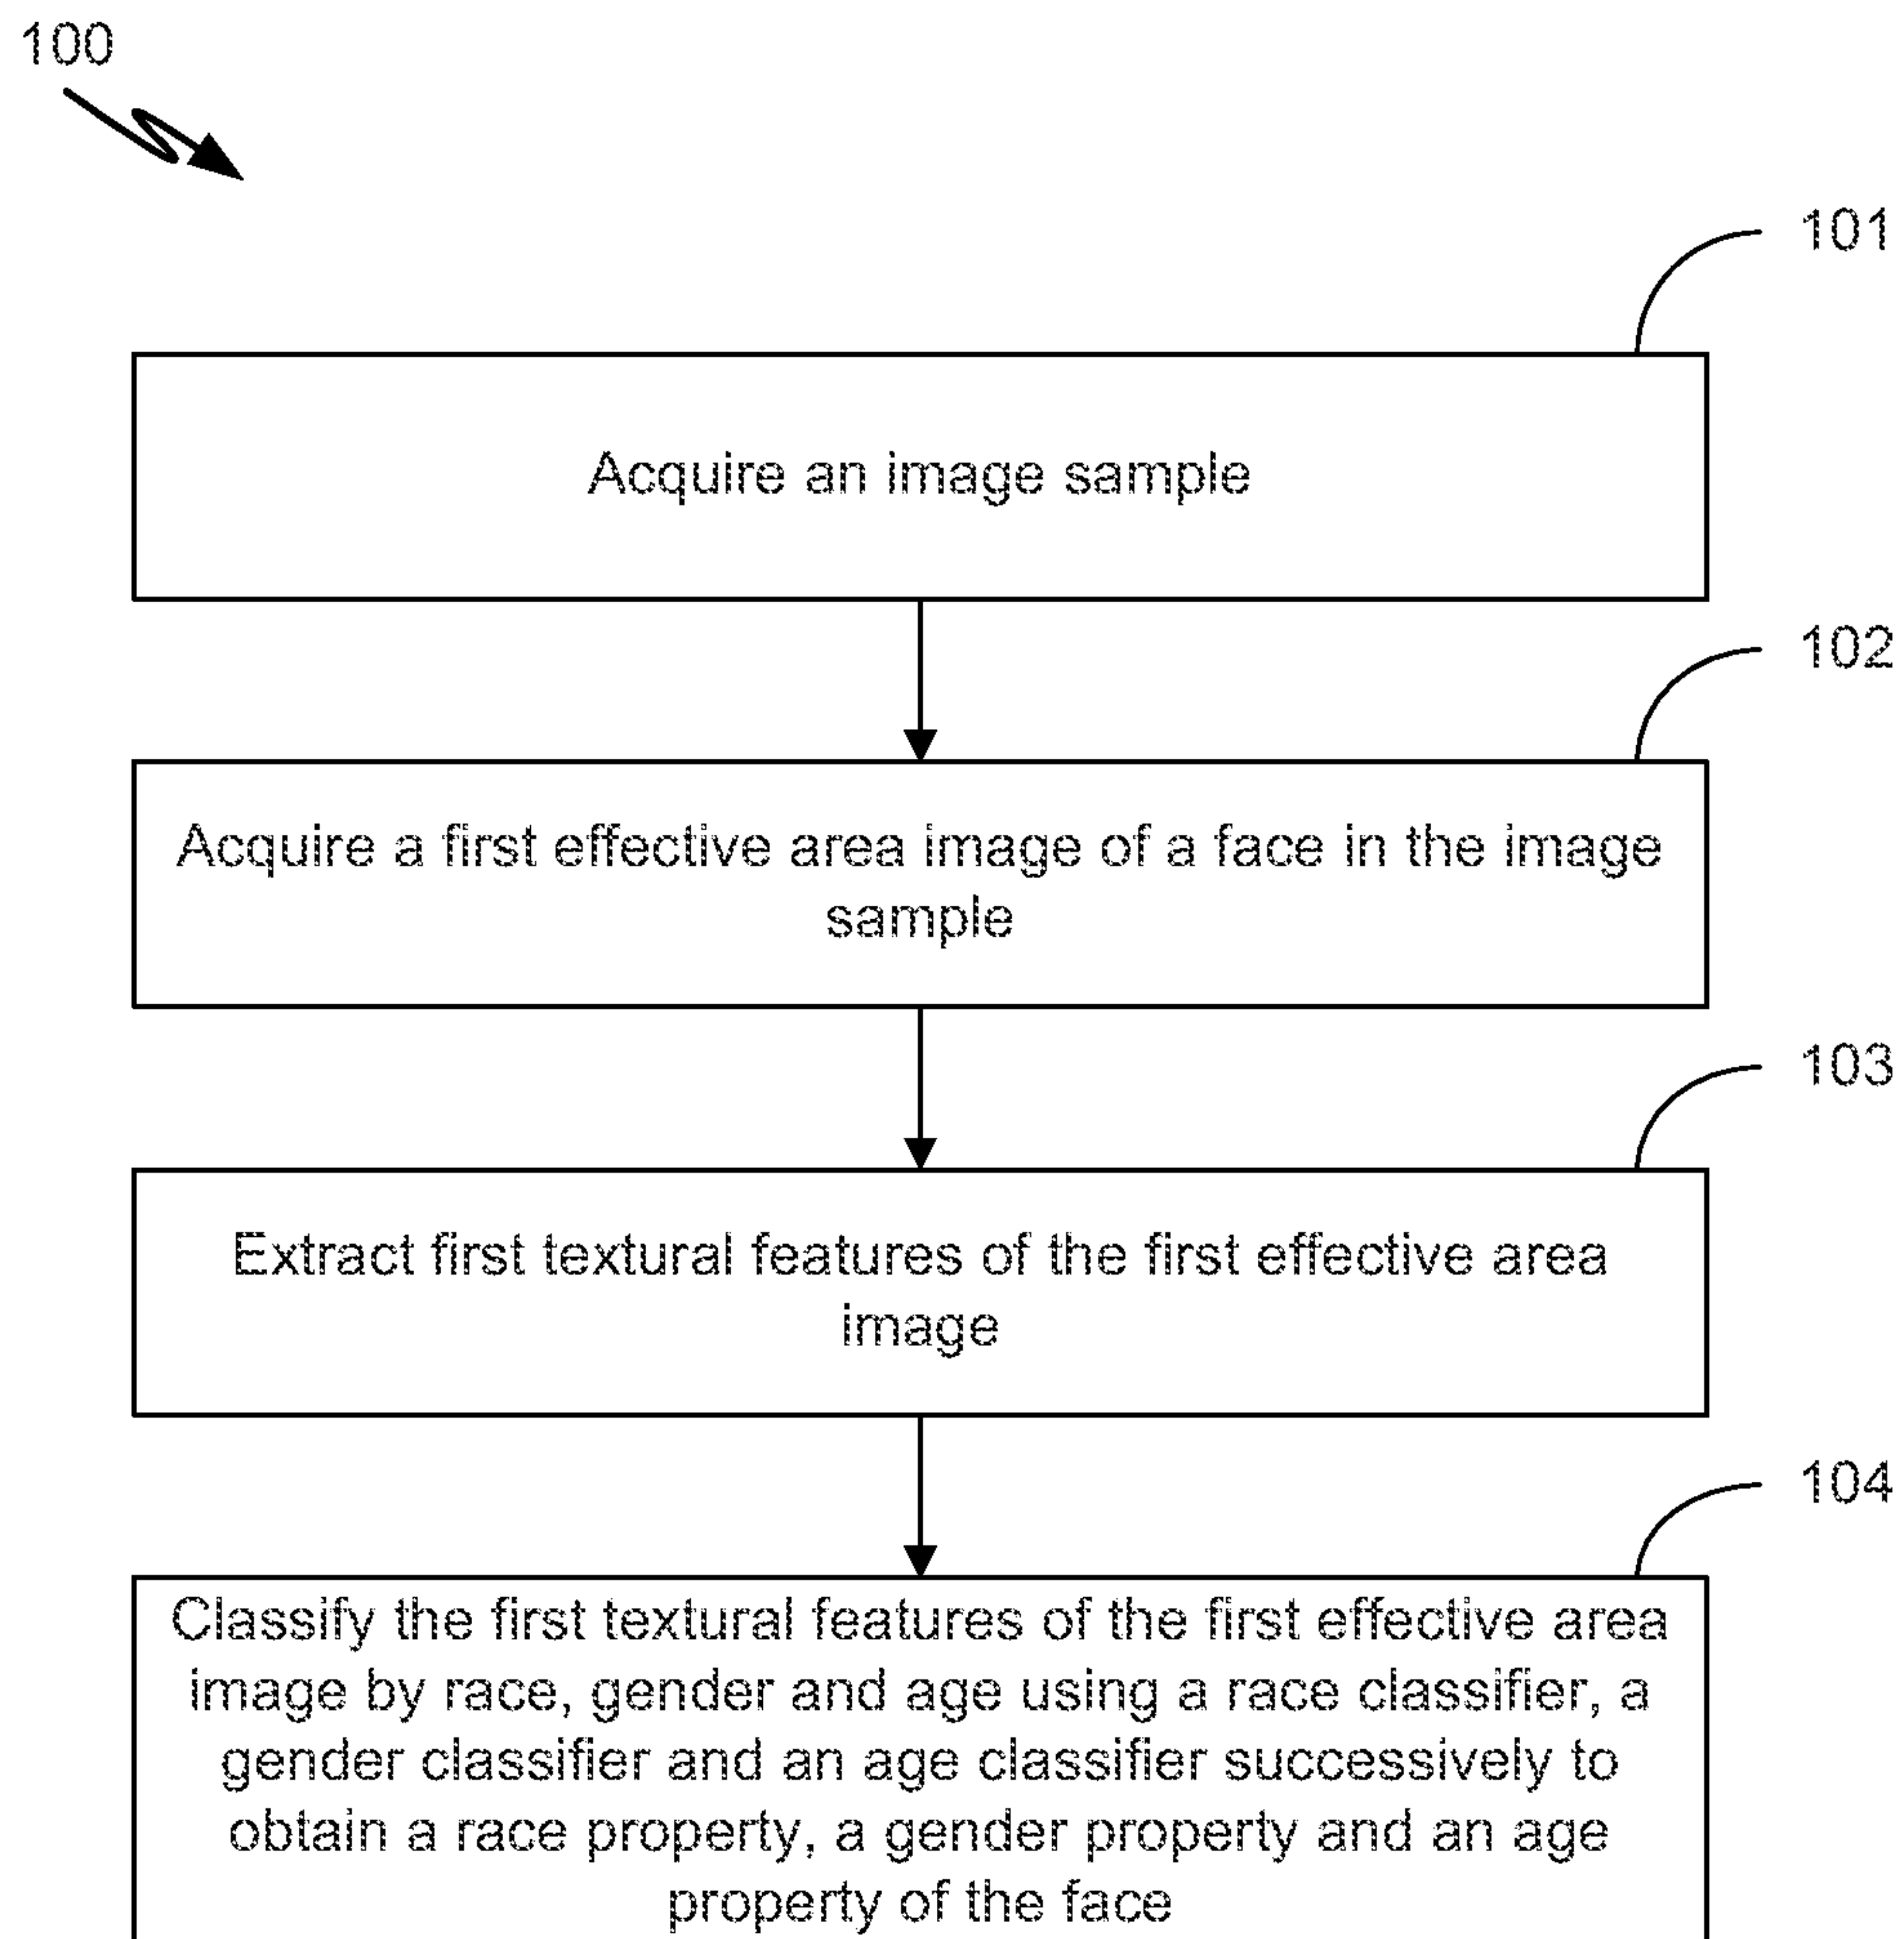 100
101
Acquire an image sample
102
Acquire a first effective area image of a face in the image
sample
103
Extract first textural features of the first effective area
image
104
Classify the first textural features of the first effective area
image by race, gender and age using a race classifier, a
gender classifier and an age classifier successively to
obtain a race property, a gender property and an age
property of the face